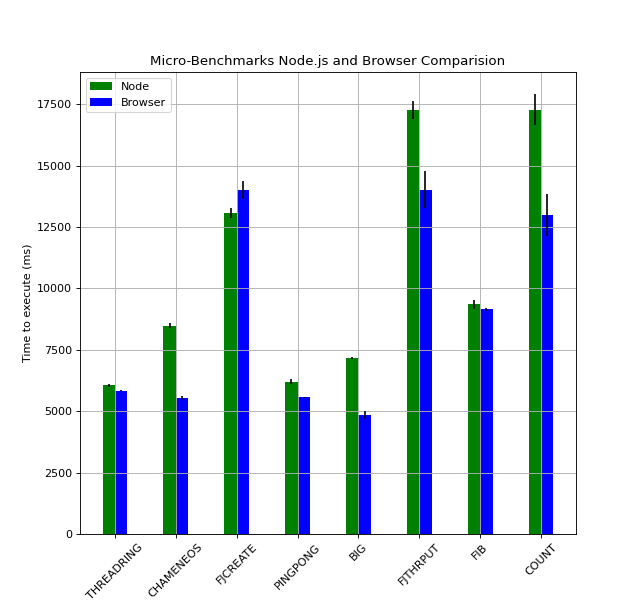 Micro-Benchmarks Node.js and Browser Comparision
Node
Browser
Time to execute (ms)
17500
15000
12500
10000
7500
5000
2500
0
THREADRING
CHAMENEOS
FJCREATE
PINGPONG
BIG
FJTHRPUT
FIB
COUNT